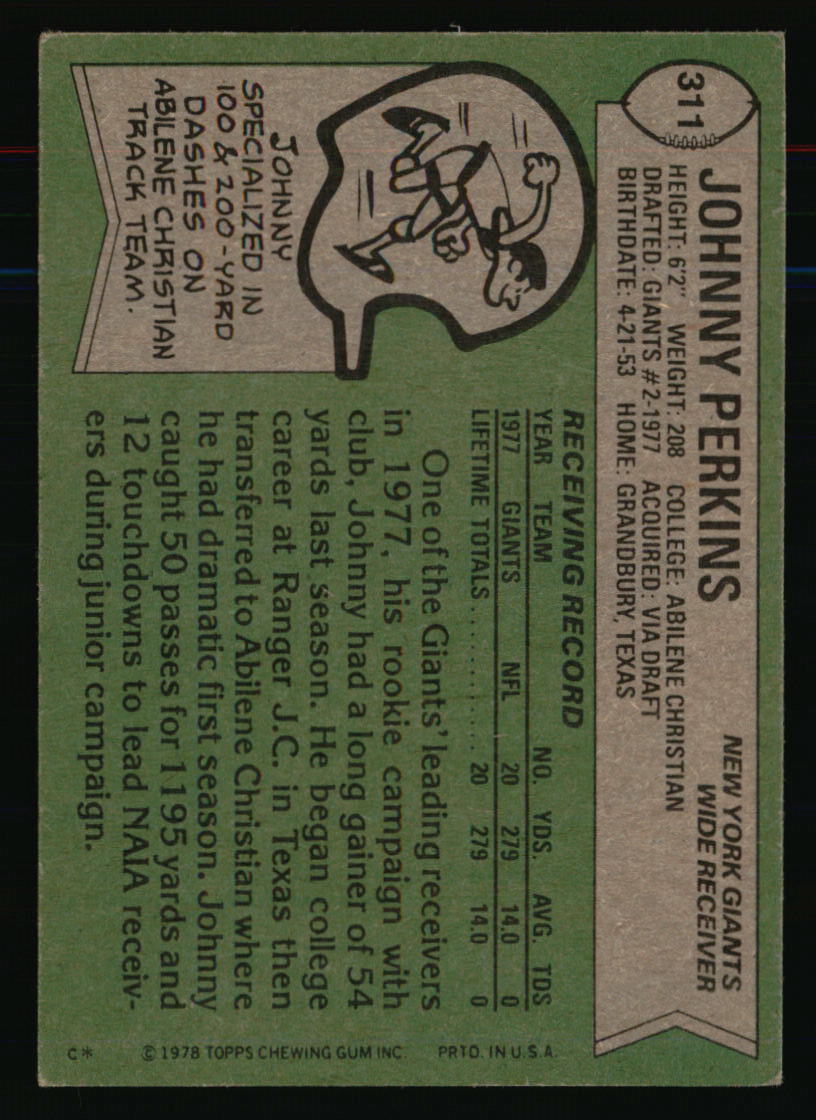 311
JOHNNY PERKINS
NEW YORK GIANTS
WIDE RECEIVER
HEIGHT: 6'2" WEIGHT: 208 COLLEGE: ABILENE CHRISTIAN
DRAFTED: GIANTS #2-1977 ACQUIRED: VIA DRAFT
BIRTHDATE: 4-21-53 HOME: GRANDBURY, TEXAS
JOHNNY
SPECIALIZED IN
100 & 200-YARD
DASHES ON
ABILENE CHRISTIAN
TRACK TEAM.
RECEIVING RECORD
YEAR TEAM NO. YDS. AVG. TDS
1977 GIANTS NFL 20 279 14.0 0
LIFETIME TOTALS............ 20 279 14.0 0
One of the Giants' leading receivers
in 1977, his rookie campaign with
club, Johnny had a long gainer of 54
yards last season. He began college
career at Ranger J.C. in Texas then
transferred to Abilene Christian where
he had dramatic first season. Johnny
caught 50 passes for 1195 yards and
12 touchdowns to lead NAIA receiv-
ers during junior campaign.
C* © 1978 TOPPS CHEWING GUM INC. PRTD. IN U.S.A.